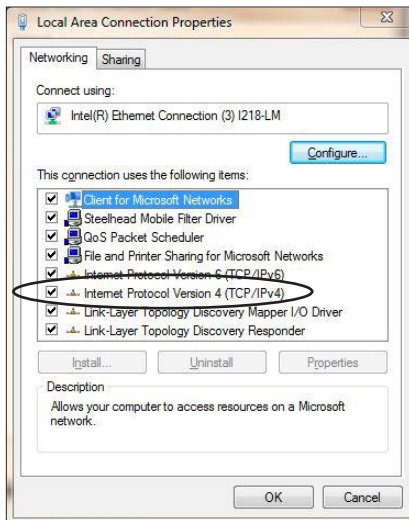 Local Area Connection Properties
Networking
Sharing
Connect using:
Intel(R) Ethernet Connection (3) I218-LM
Configure...
This connection uses the following items:
Client for Microsoft Networks
Steelhead Mobile Filter Driver
QoS Packet Scheduler
File and Printer Sharing for Microsoft Networks
Internet Protocol Version 6 (TCP/IPv6)
Internet Protocol Version 4 (TCP/IPv4)
Link-Layer Topology Discovery Mapper I/O Driver
Link-Layer Topology Discovery Responder
Install...
Uninstall
Properties
Description
Allows your computer to access resources on a Microsoft
network.
OK
Cancel